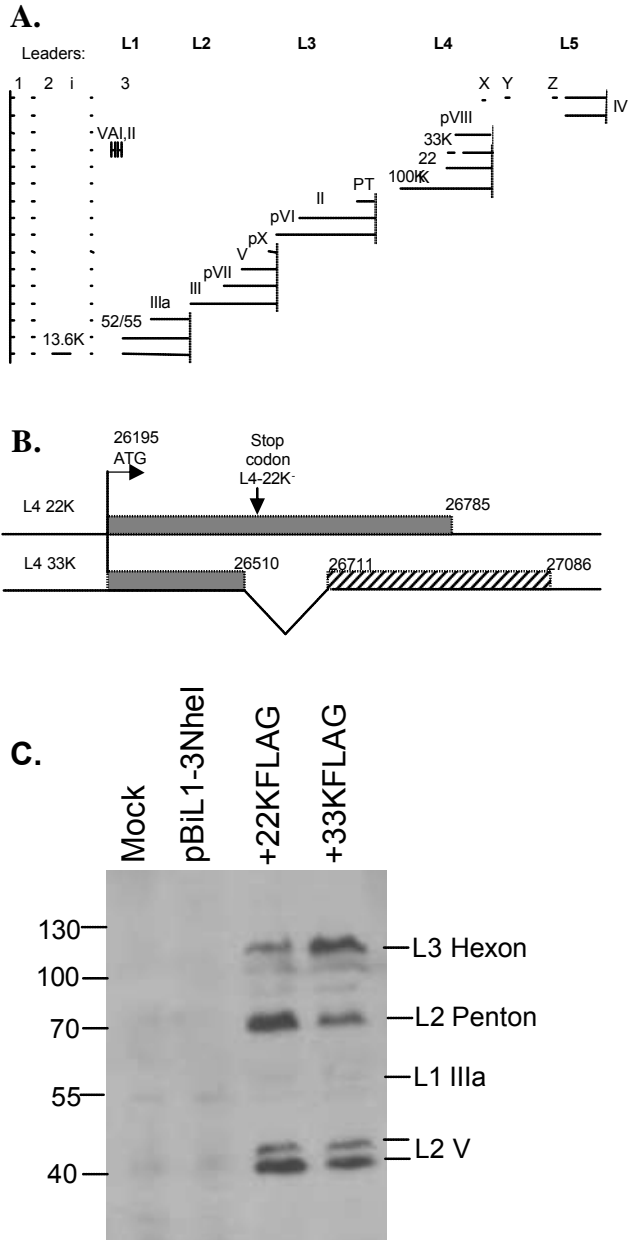 A.
L1 L2 L3 L4 L5
Leaders:
1 2 i 3 X Y Z
IV
pVIII
VAI,II
33K
22
100K
PT
II
pVI
pX
V
pVII
III
IIIa
52/55
13.6K
B.
26195
ATG
Stop
codon
L4-22K-
L4 22K
26785
L4 33K
26510
26711
27086
C.
Mock
pBiL1-3NheI
+22KFLAG
+33KFLAG
130
100
70
55
40
L3 Hexon
L2 Penton
L1 IIIa
L2 V